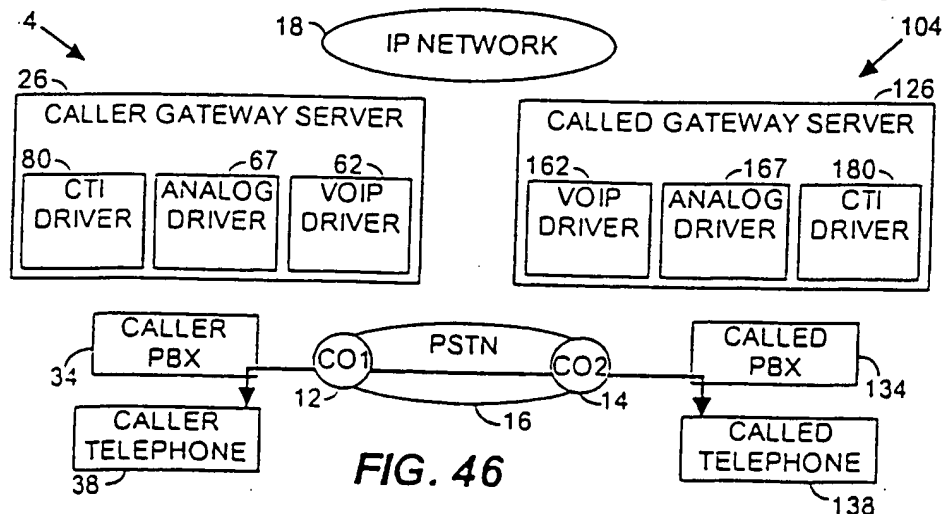 4
18
IP NETWORK
104
26
CALLER GATEWAY SERVER
80
CTI
DRIVER
67
ANALOG
DRIVER
62
VOIP
DRIVER
126
CALLED GATEWAY SERVER
162
VOIP
DRIVER
167
ANALOG
DRIVER
180
CTI
DRIVER
CALLER
PBX
34
CALLER
TELEPHONE
38
CO1
12
PSTN
16
CO2
14
CALLED
PBX
134
CALLED
TELEPHONE
138
FIG. 46